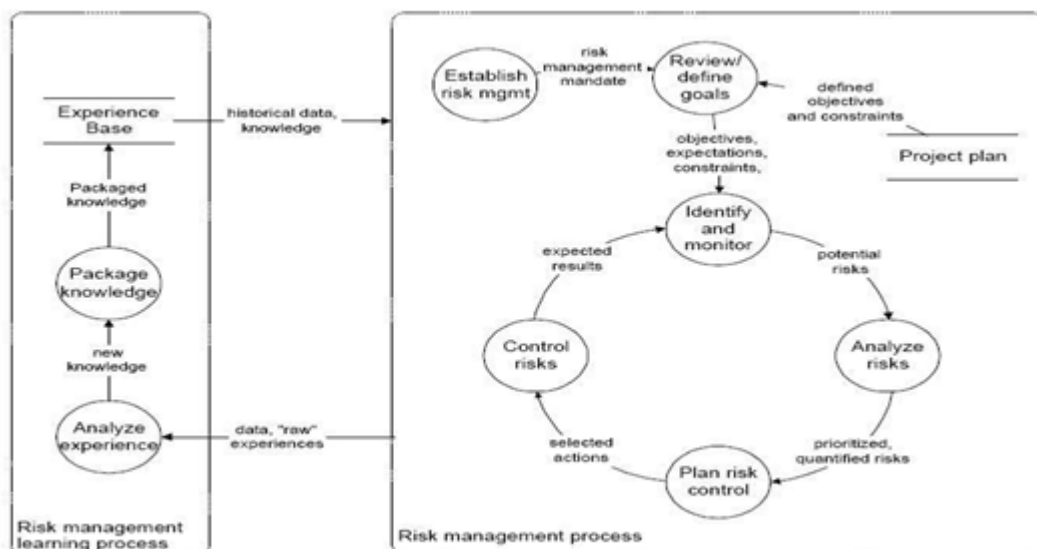 Experience
Base
historical data,
knowledge
Packaged
knowledge
Package
knowledge
new
knowledge
Analyze
experience
data, "raw"
experiences
Risk management
learning process
Establish
risk mgmt
risk
management
mandate
Review/
define
goals
defined
objectives
and constraints
Project plan
objectives,
expectations,
constraints,
Identify
and
monitor
potential
risks
Analyze
risks
prioritized,
quantified risks
Plan risk
control
selected
actions
Control
risks
expected
results
Risk management process